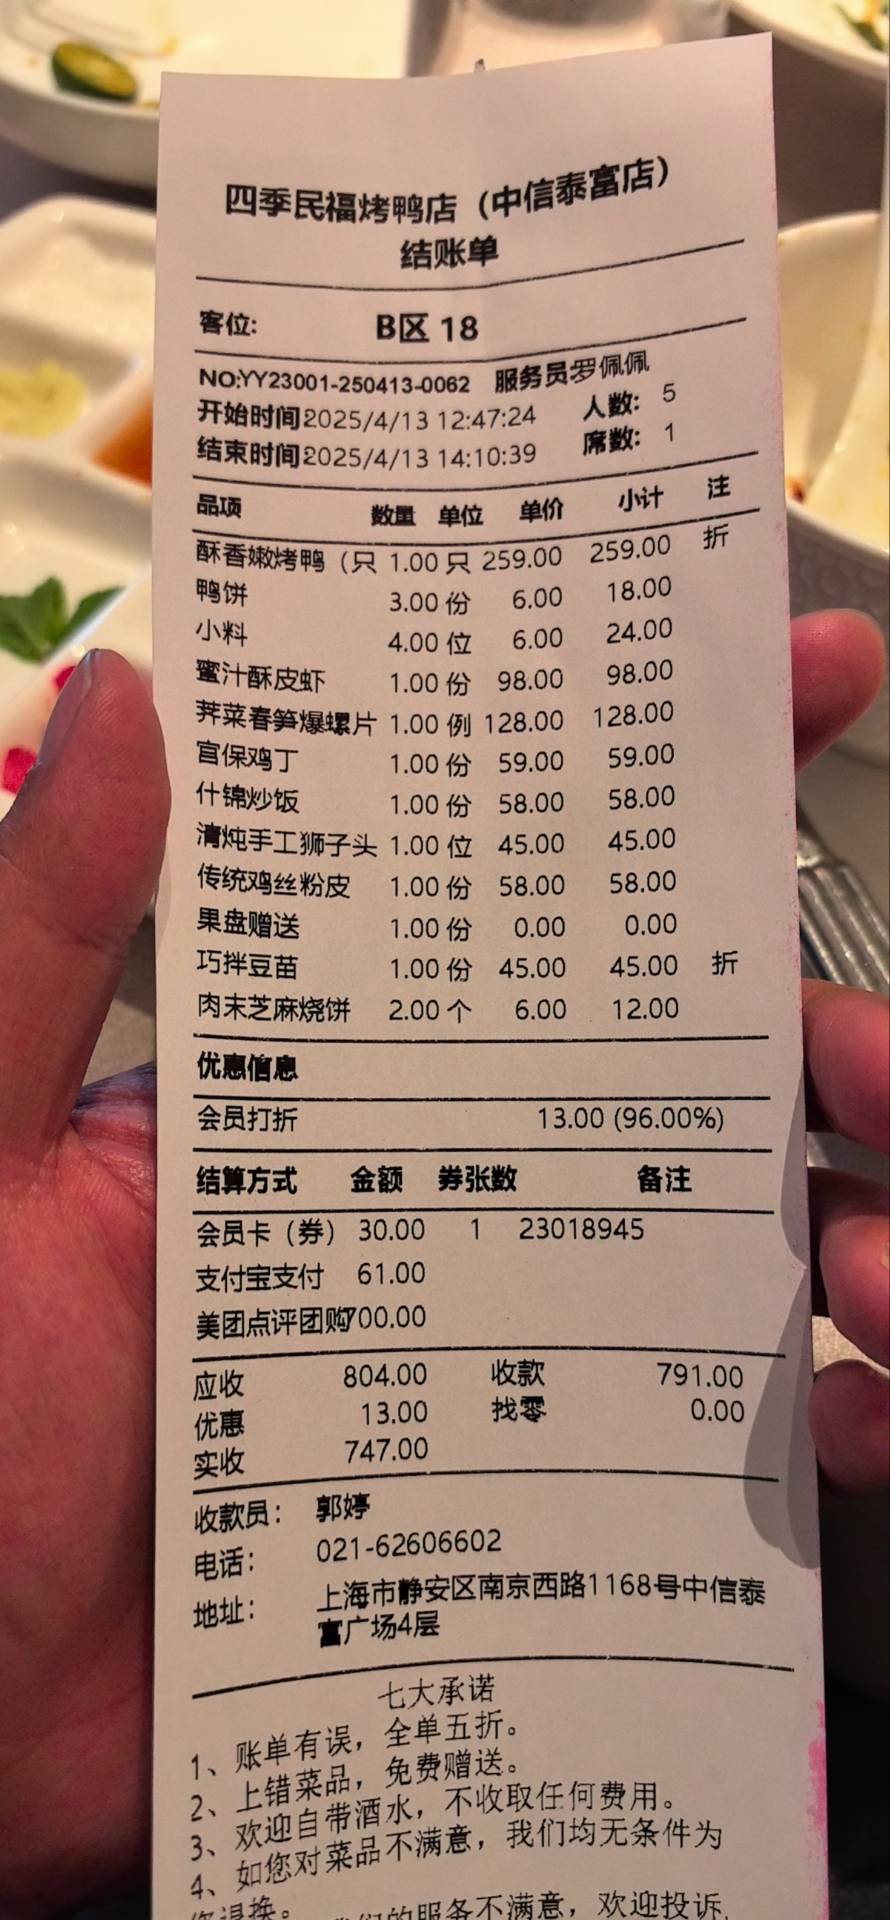 四季民福烤鸭店（中信泰富店）
结账单
客位： B区 18
NO:YY23001-250413-0062 服务员罗佩佩
开始时间2025/4/13 12:47:24 人数： 5
结束时间2025/4/13 14:10:39 席数： 1
品项 数量 单位 单价 小计 注
酥香嫩烤鸭（只 1.00 只 259.00 259.00 折
鸭饼 3.00 份 6.00 18.00
小料 4.00 位 6.00 24.00
蜜汁酥皮虾 1.00 份 98.00 98.00
荠菜春笋爆螺片 1.00 例 128.00 128.00
宫保鸡丁 1.00 份 59.00 59.00
什锦炒饭 1.00 份 58.00 58.00
清炖手工狮子头 1.00 位 45.00 45.00
传统鸡丝粉皮 1.00 份 58.00 58.00
果盘赠送 1.00 份 0.00 0.00
巧拌豆苗 1.00 份 45.00 45.00 折
肉末芝麻烧饼 2.00 个 6.00 12.00
优惠信息
会员打折 13.00 (96.00%)
结算方式 金额 券张数 备注
会员卡（券） 30.00 1 23018945
支付宝支付 61.00
美团点评团购700.00
应收 804.00 收款 791.00
优惠 13.00 找零 0.00
实收 747.00
收款员： 郭婷
电话： 021-62606602
地址： 上海市静安区南京西路1168号中信泰
富广场4层
七大承诺
1、账单有误，全单五折。
2、上错菜品，免费赠送。
3、欢迎自带酒水，不收取任何费用。
4、如您对菜品不满意，我们均无条件为
您退换。
们的服务不满意，欢迎投诉，